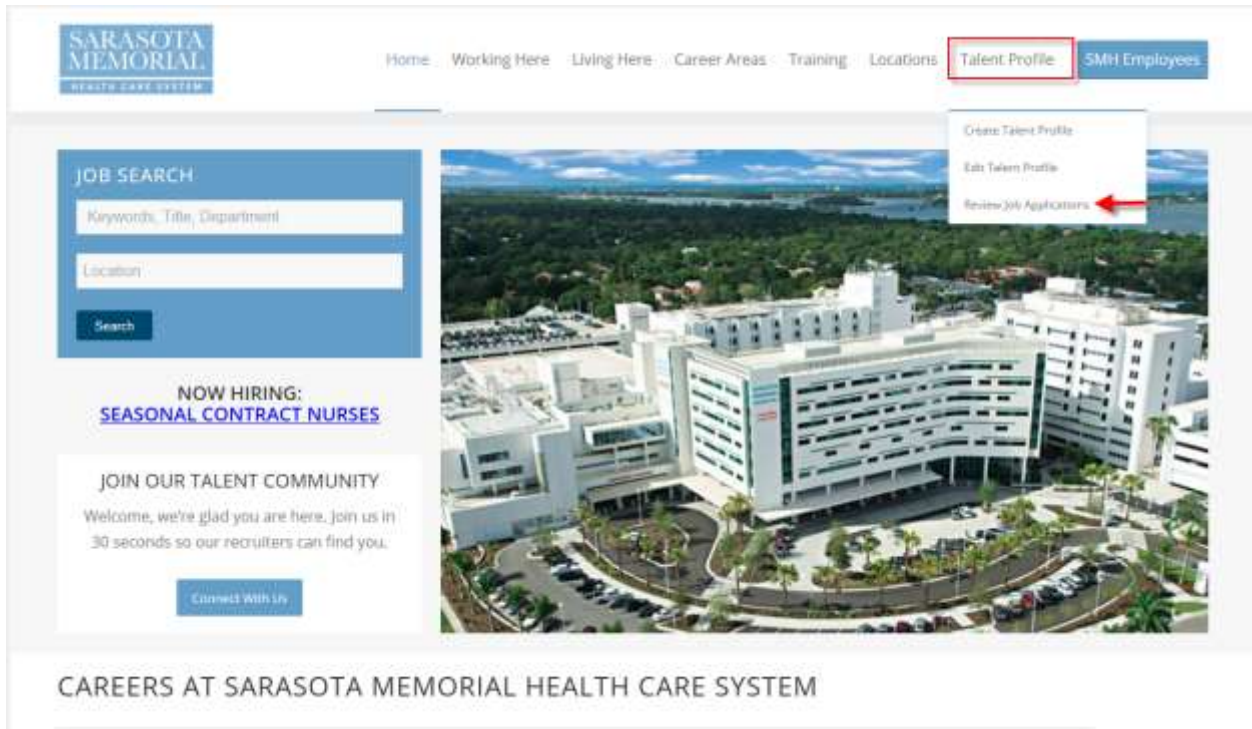 SARASOTA
MEMORIAL
HEALTH CARE SYSTEM
Home Working Here Living Here Career Areas Training Locations Talent Profile SMH Employees
Create Talent Profile
Edit Talent Profile
Review Job Applications
JOB SEARCH
Keywords, Title, Department
Location
Search
NOW HIRING:
SEASONAL CONTRACT NURSES
JOIN OUR TALENT COMMUNITY
Welcome, we're glad you are here. Join us in
30 seconds so our recruiters can find you.
Connect With Us
CAREERS AT SARASOTA MEMORIAL HEALTH CARE SYSTEM